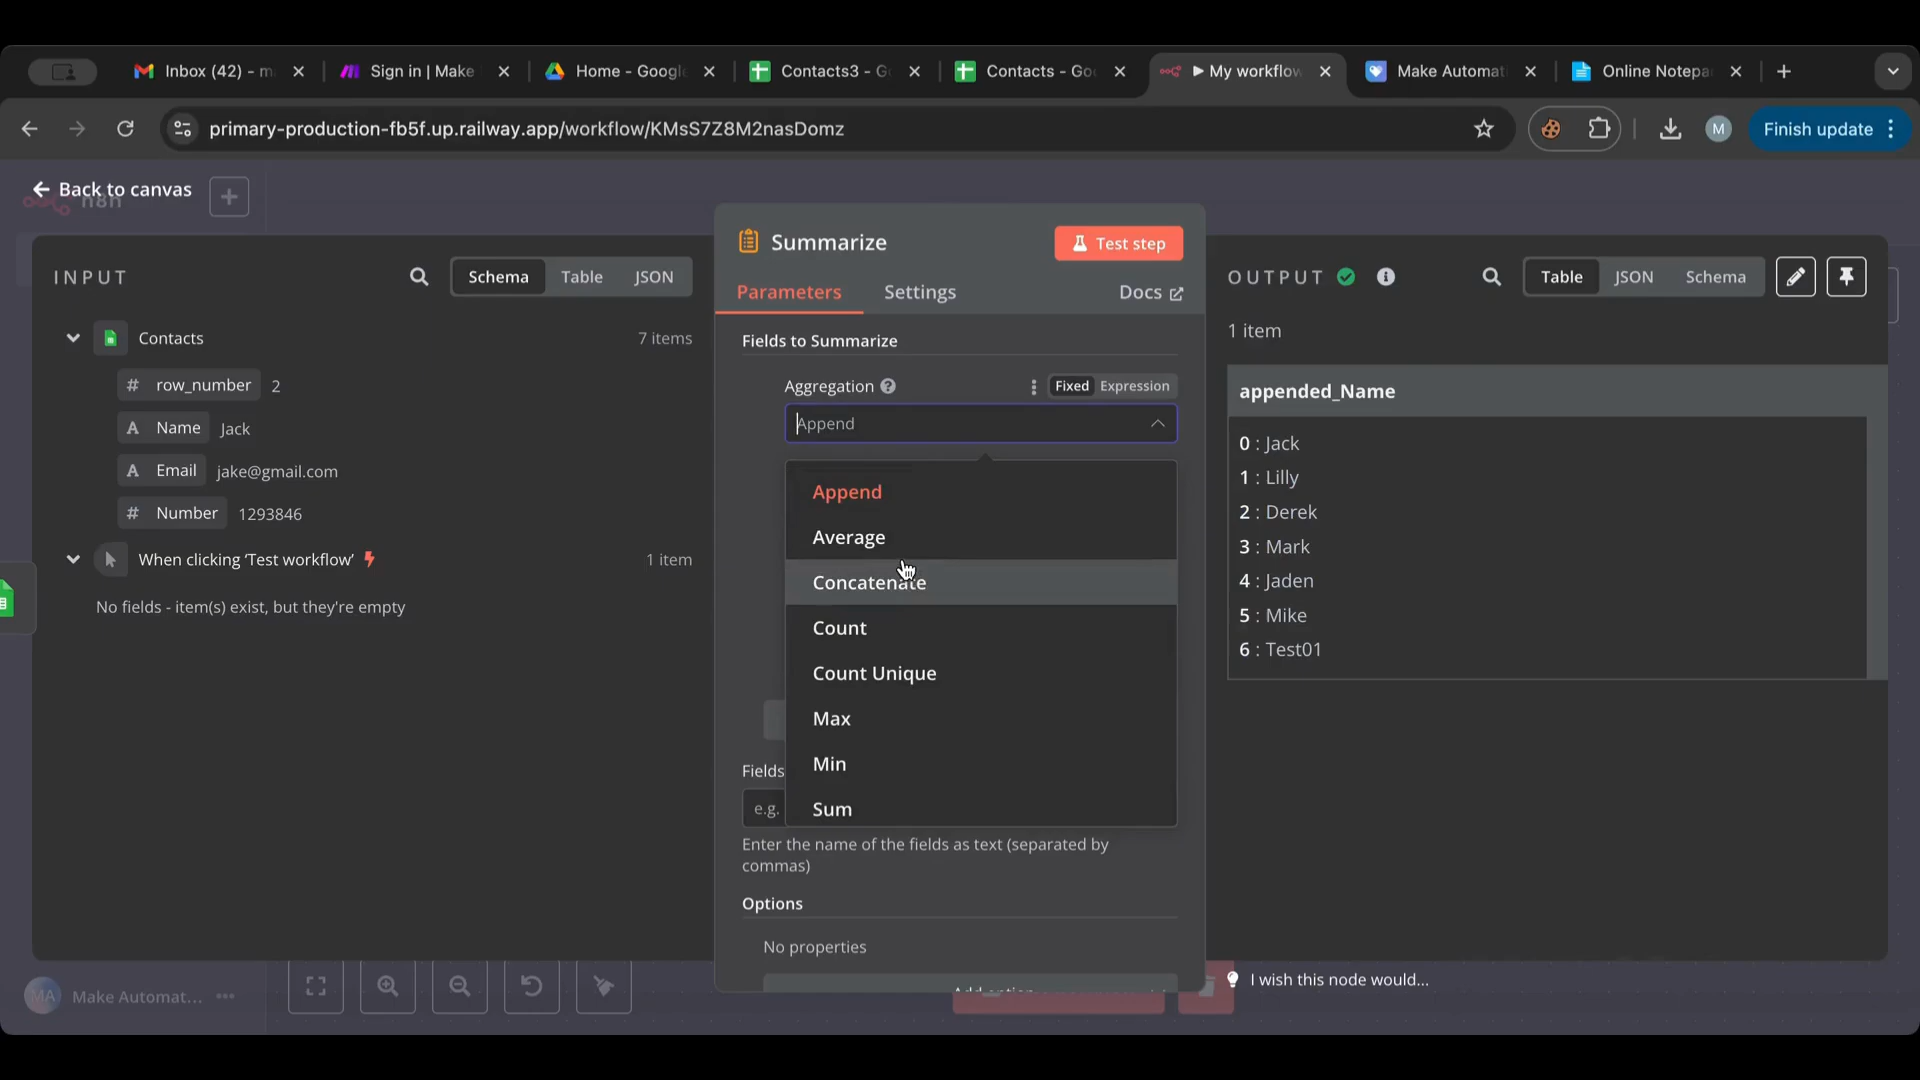 Inbox (42) - m
Sign in | Make
Home - Google
Contacts3 - G
Contacts - Go
My workflow
Make Automat
Online Notepa
primary-production-fb5f.up.railway.app/workflow/KMsS7Z8M2nasDomz
M
Finish update
Back to canvas
n8n
INPUT
Schema
Table
JSON
Contacts
7 items
# row_number 2
A Name Jack
A Email jake@gmail.com
# Number 1293846
When clicking ‘Test workflow’
1 item
No fields - item(s) exist, but they're empty
Summarize
Test step
Parameters
Settings
Docs
Fields to Summarize
Aggregation
Fixed
Expression
Append
Append
Average
Concatenate
Count
Count Unique
Max
Min
Sum
Fields
e.g.
Enter the name of the fields as text (separated by
commas)
Options
No properties
Add option
OUTPUT
Table
JSON
Schema
1 item
appended_Name
0 : Jack
1 : Lilly
2 : Derek
3 : Mark
4 : Jaden
5 : Mike
6 : Test01
MA
Make Automat...
I wish this node would...